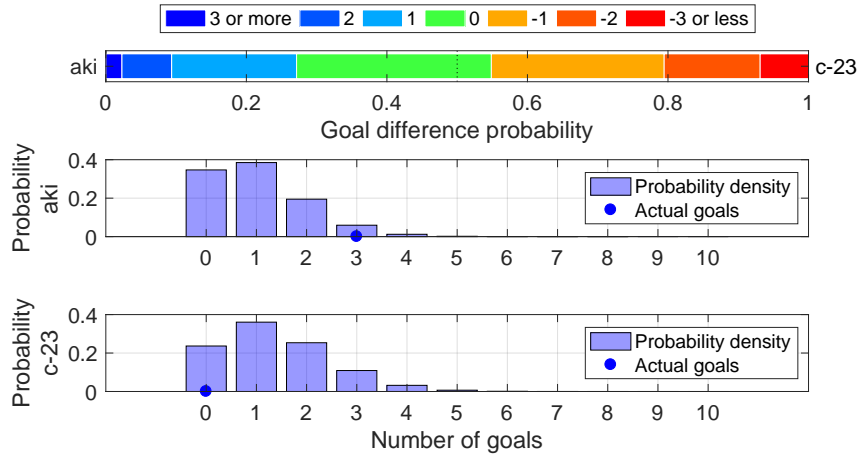 3 or more 2 1 0 -1 -2 -3 or less
aki c-23
0 0.2 0.4 0.6 0.8 1
Goal difference probability
Probability
aki
0.4
0.2
0
Probability density
Actual goals
0 1 2 3 4 5 6 7 8 9 10
Probability
c-23
0.4
0.2
0
Probability density
Actual goals
0 1 2 3 4 5 6 7 8 9 10
Number of goals